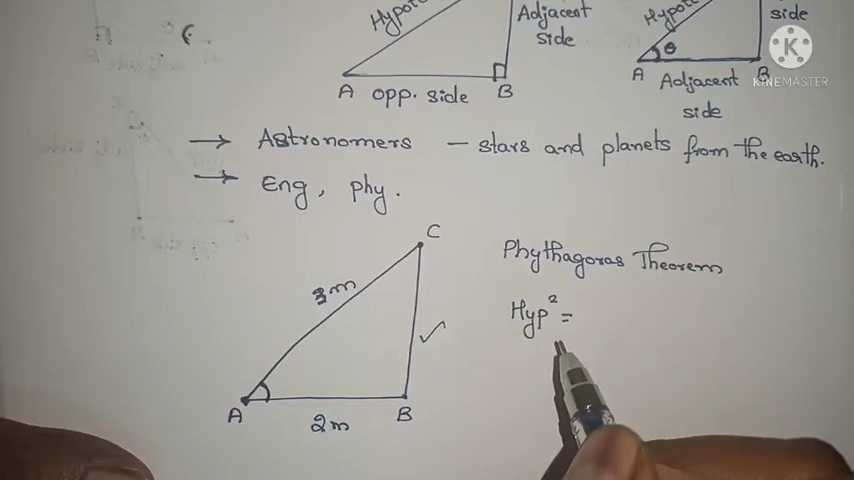 Adjacent
side
side
θ
A opp. side B
A Adjacent B
side
KINEMASTER
→ Astronomers — stars and planets from the earth.
→ Eng, phy.
C
Phythagoras Theorem
3m
Hyp² =
A 2m B